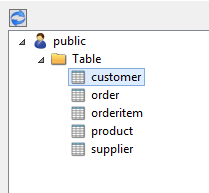 public
Table
customer
order
orderitem
product
supplier